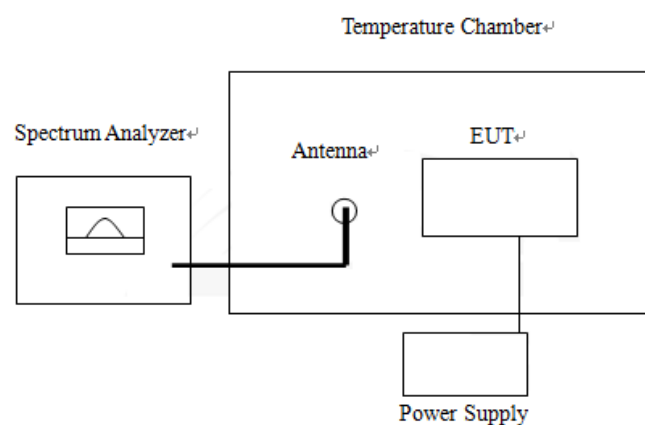 Temperature Chamber↵
Spectrum Analyzer↵
Antenna↵
EUT↵
Power Supply